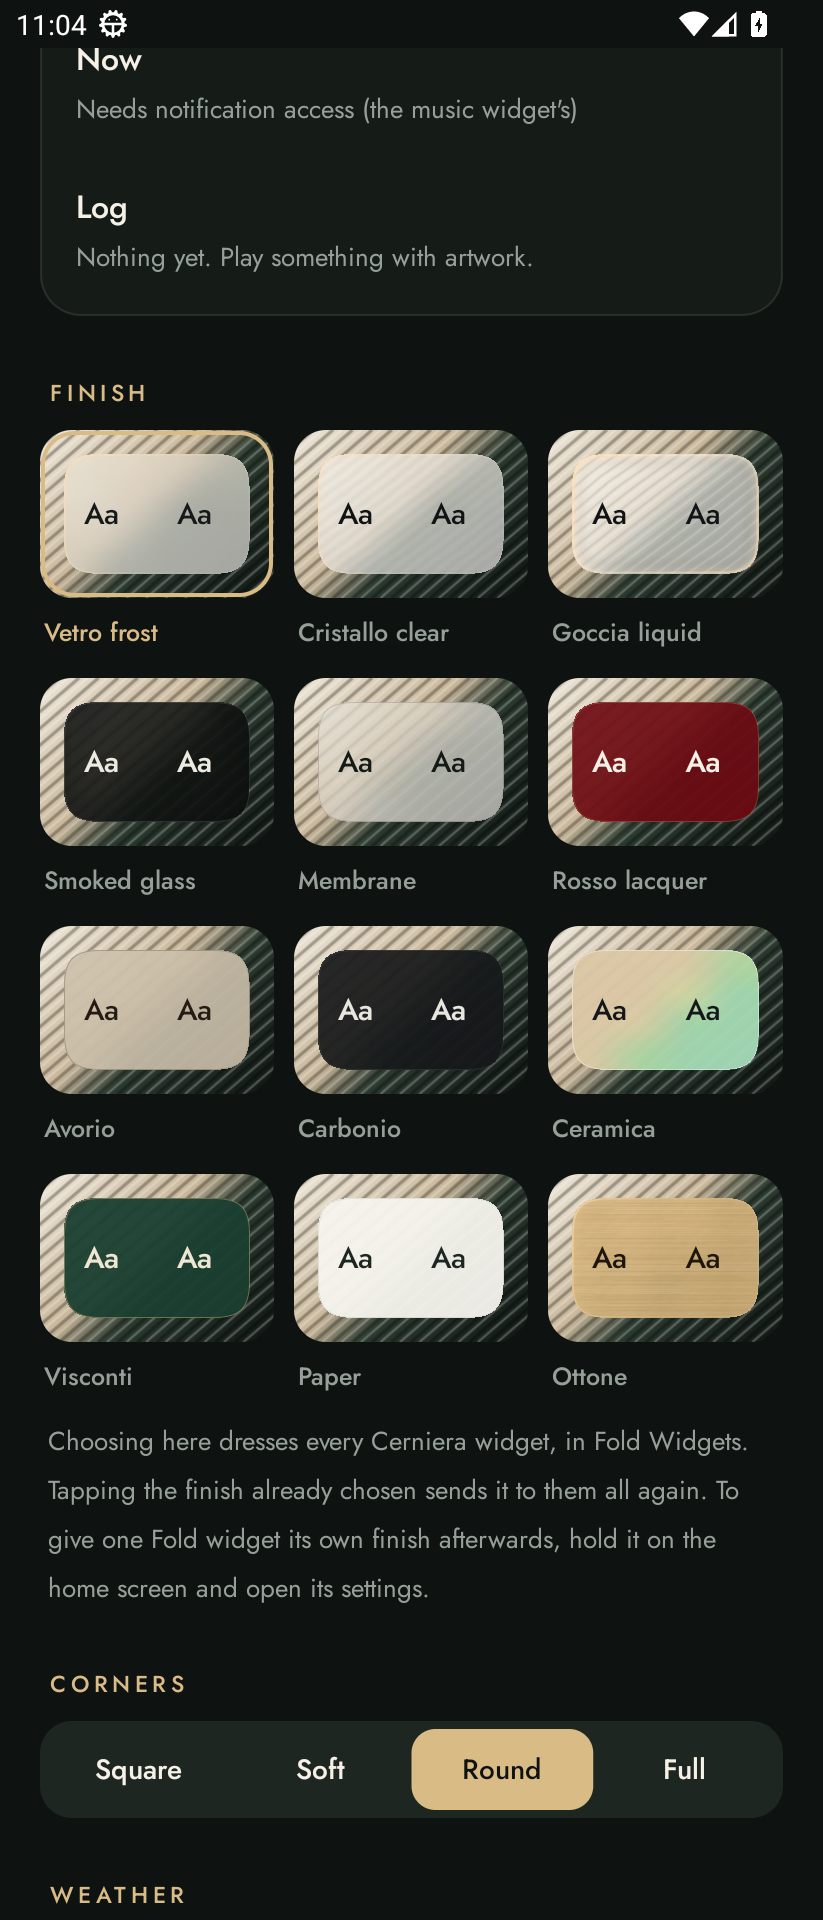 11:04
Now
Needs notification access (the music widget's)
Log
Nothing yet. Play something with artwork.
FINISH
Aa Aa
Aa Aa
Aa Aa
Vetro frost
Cristallo clear
Goccia liquid
Aa Aa
Aa Aa
Aa Aa
Smoked glass
Membrane
Rosso lacquer
Aa Aa
Aa Aa
Aa Aa
Avorio
Carbonio
Ceramica
Aa Aa
Aa Aa
Aa Aa
Visconti
Paper
Ottone
Choosing here dresses every Cerniera widget, in Fold Widgets.
Tapping the finish already chosen sends it to them all again. To
give one Fold widget its own finish afterwards, hold it on the
home screen and open its settings.
CORNERS
Square
Soft
Round
Full
WEATHER